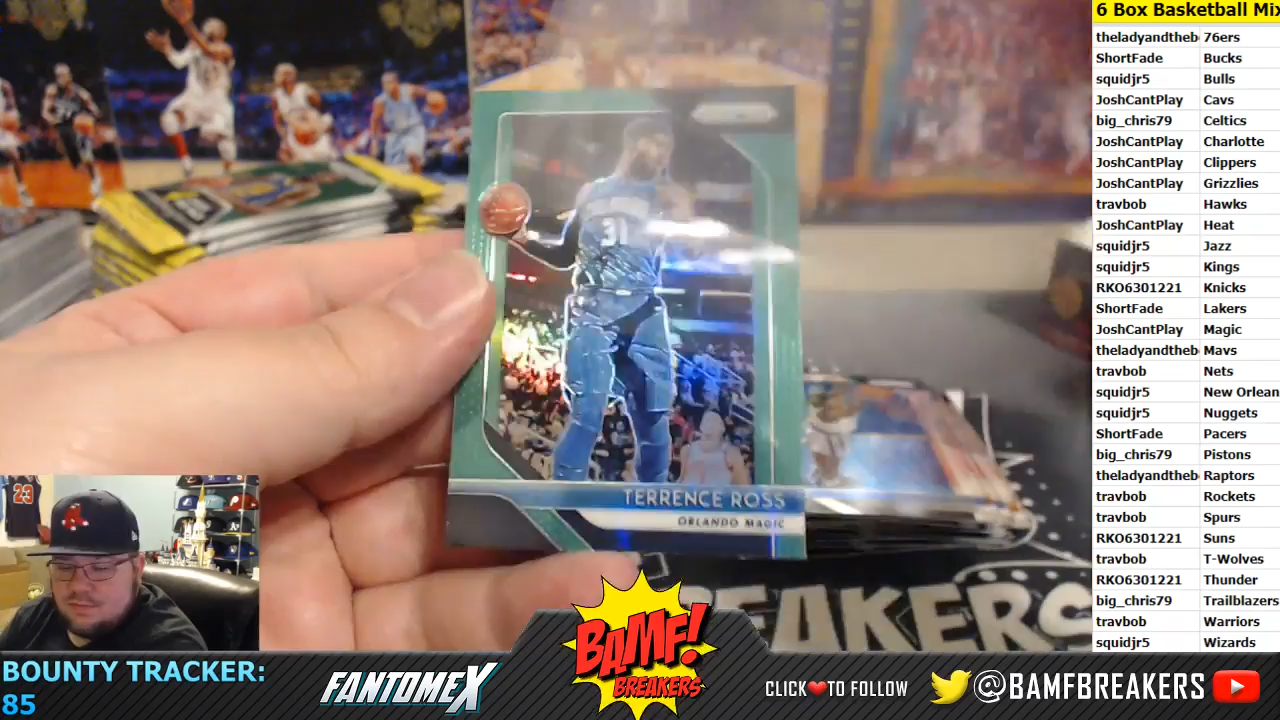 6 Box Basketball Mix
theladyandtheb 76ers
ShortFade Bucks
squidjr5 Bulls
JoshCantPlay Cavs
big_chris79 Celtics
JoshCantPlay Charlotte
JoshCantPlay Clippers
JoshCantPlay Grizzlies
travbob Hawks
JoshCantPlay Heat
squidjr5 Jazz
squidjr5 Kings
RKO6301221 Knicks
ShortFade Lakers
JoshCantPlay Magic
theladyandtheb Mavs
travbob Nets
squidjr5 New Orlean
squidjr5 Nuggets
ShortFade Pacers
big_chris79 Pistons
theladyandtheb Raptors
travbob Rockets
travbob Spurs
RKO6301221 Suns
travbob T-Wolves
RKO6301221 Thunder
big_chris79 Trailblazers
travbob Warriors
squidjr5 Wizards
31
TERRENCE ROSS
ORLANDO MAGIC
23
BREAKERS
BOUNTY TRACKER:
85
FANTOMEX
BAMF!
BREAKERS
CLICK TO FOLLOW
@BAMFBREAKERS